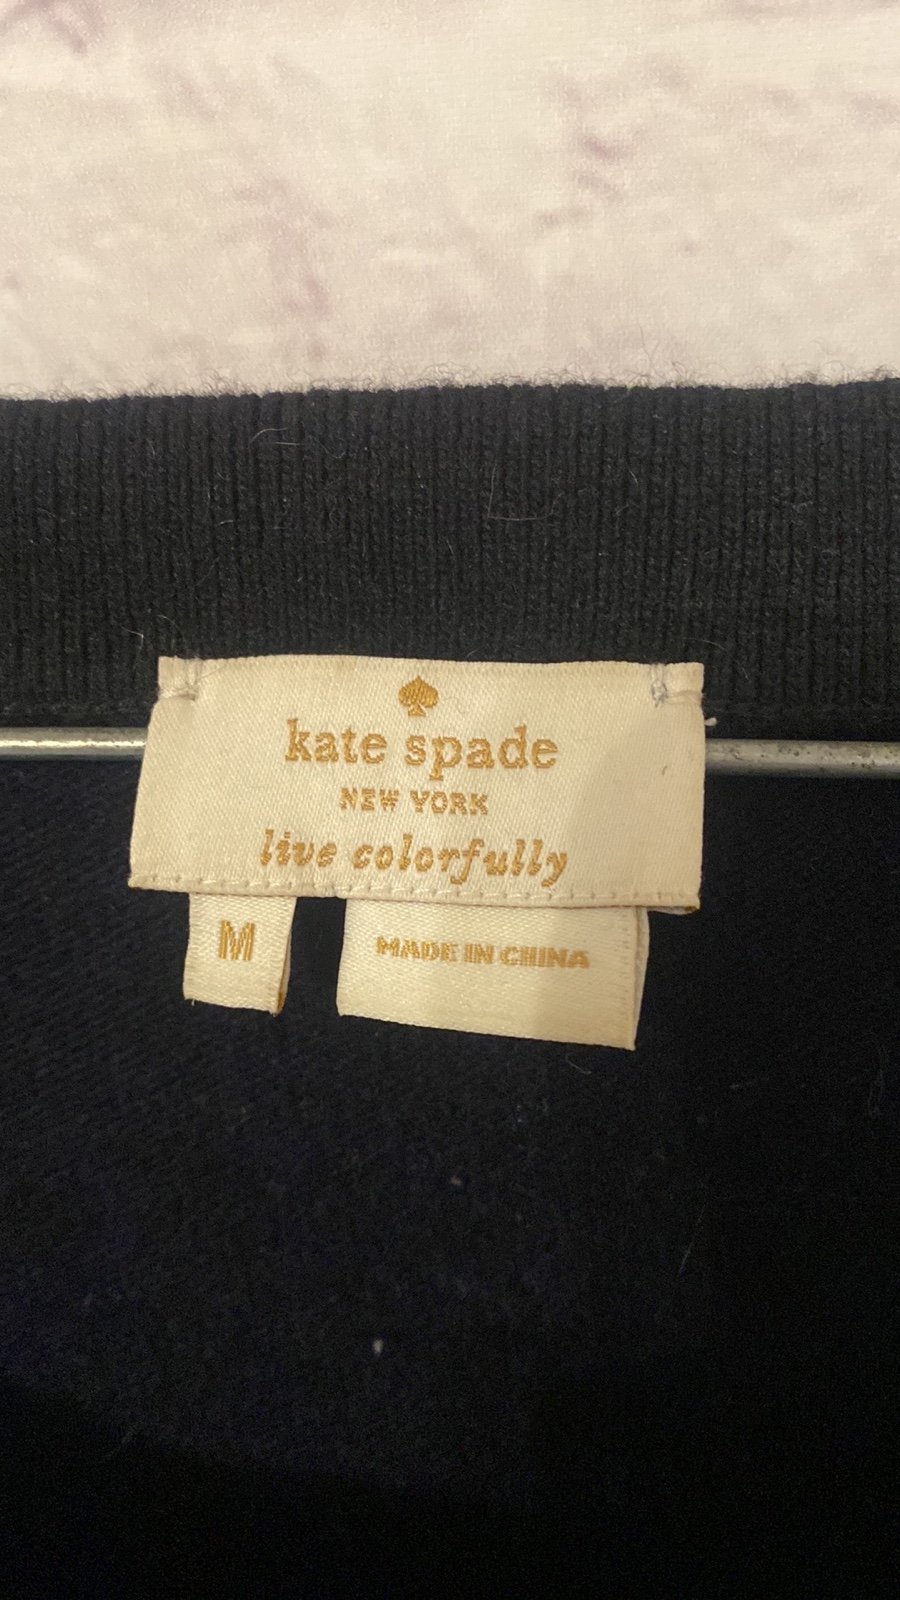 kate spade
NEW YORK
live colorfully
M
MADE IN CHINA